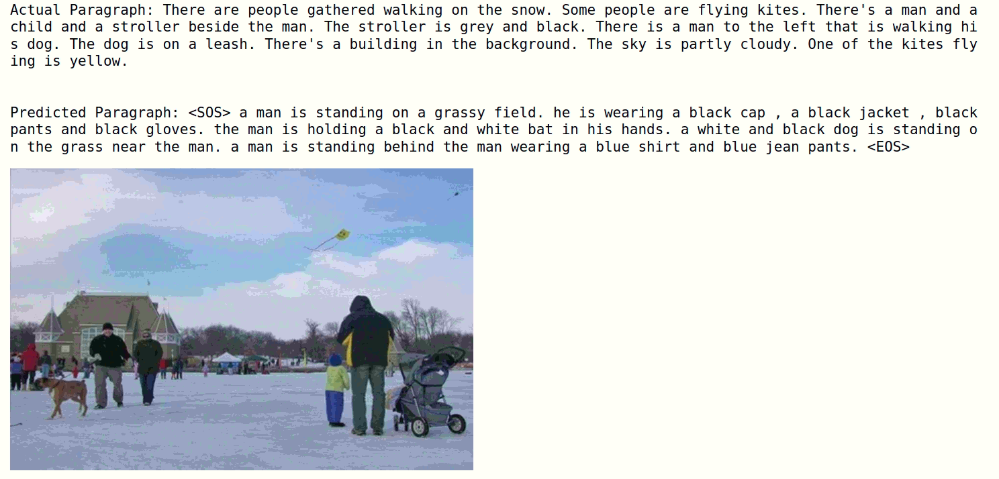 Actual Paragraph: There are people gathered walking on the snow. Some people are flying kites. There's a man and a
child and a stroller beside the man. The stroller is grey and black. There is a man to the left that is walking hi
s dog. The dog is on a leash. There's a building in the background. The sky is partly cloudy. One of the kites fly
ing is yellow.
Predicted Paragraph: <SOS> a man is standing on a grassy field. he is wearing a black cap , a black jacket , black
pants and black gloves. the man is holding a black and white bat in his hands. a white and black dog is standing o
n the grass near the man. a man is standing behind the man wearing a blue shirt and blue jean pants. <EOS>